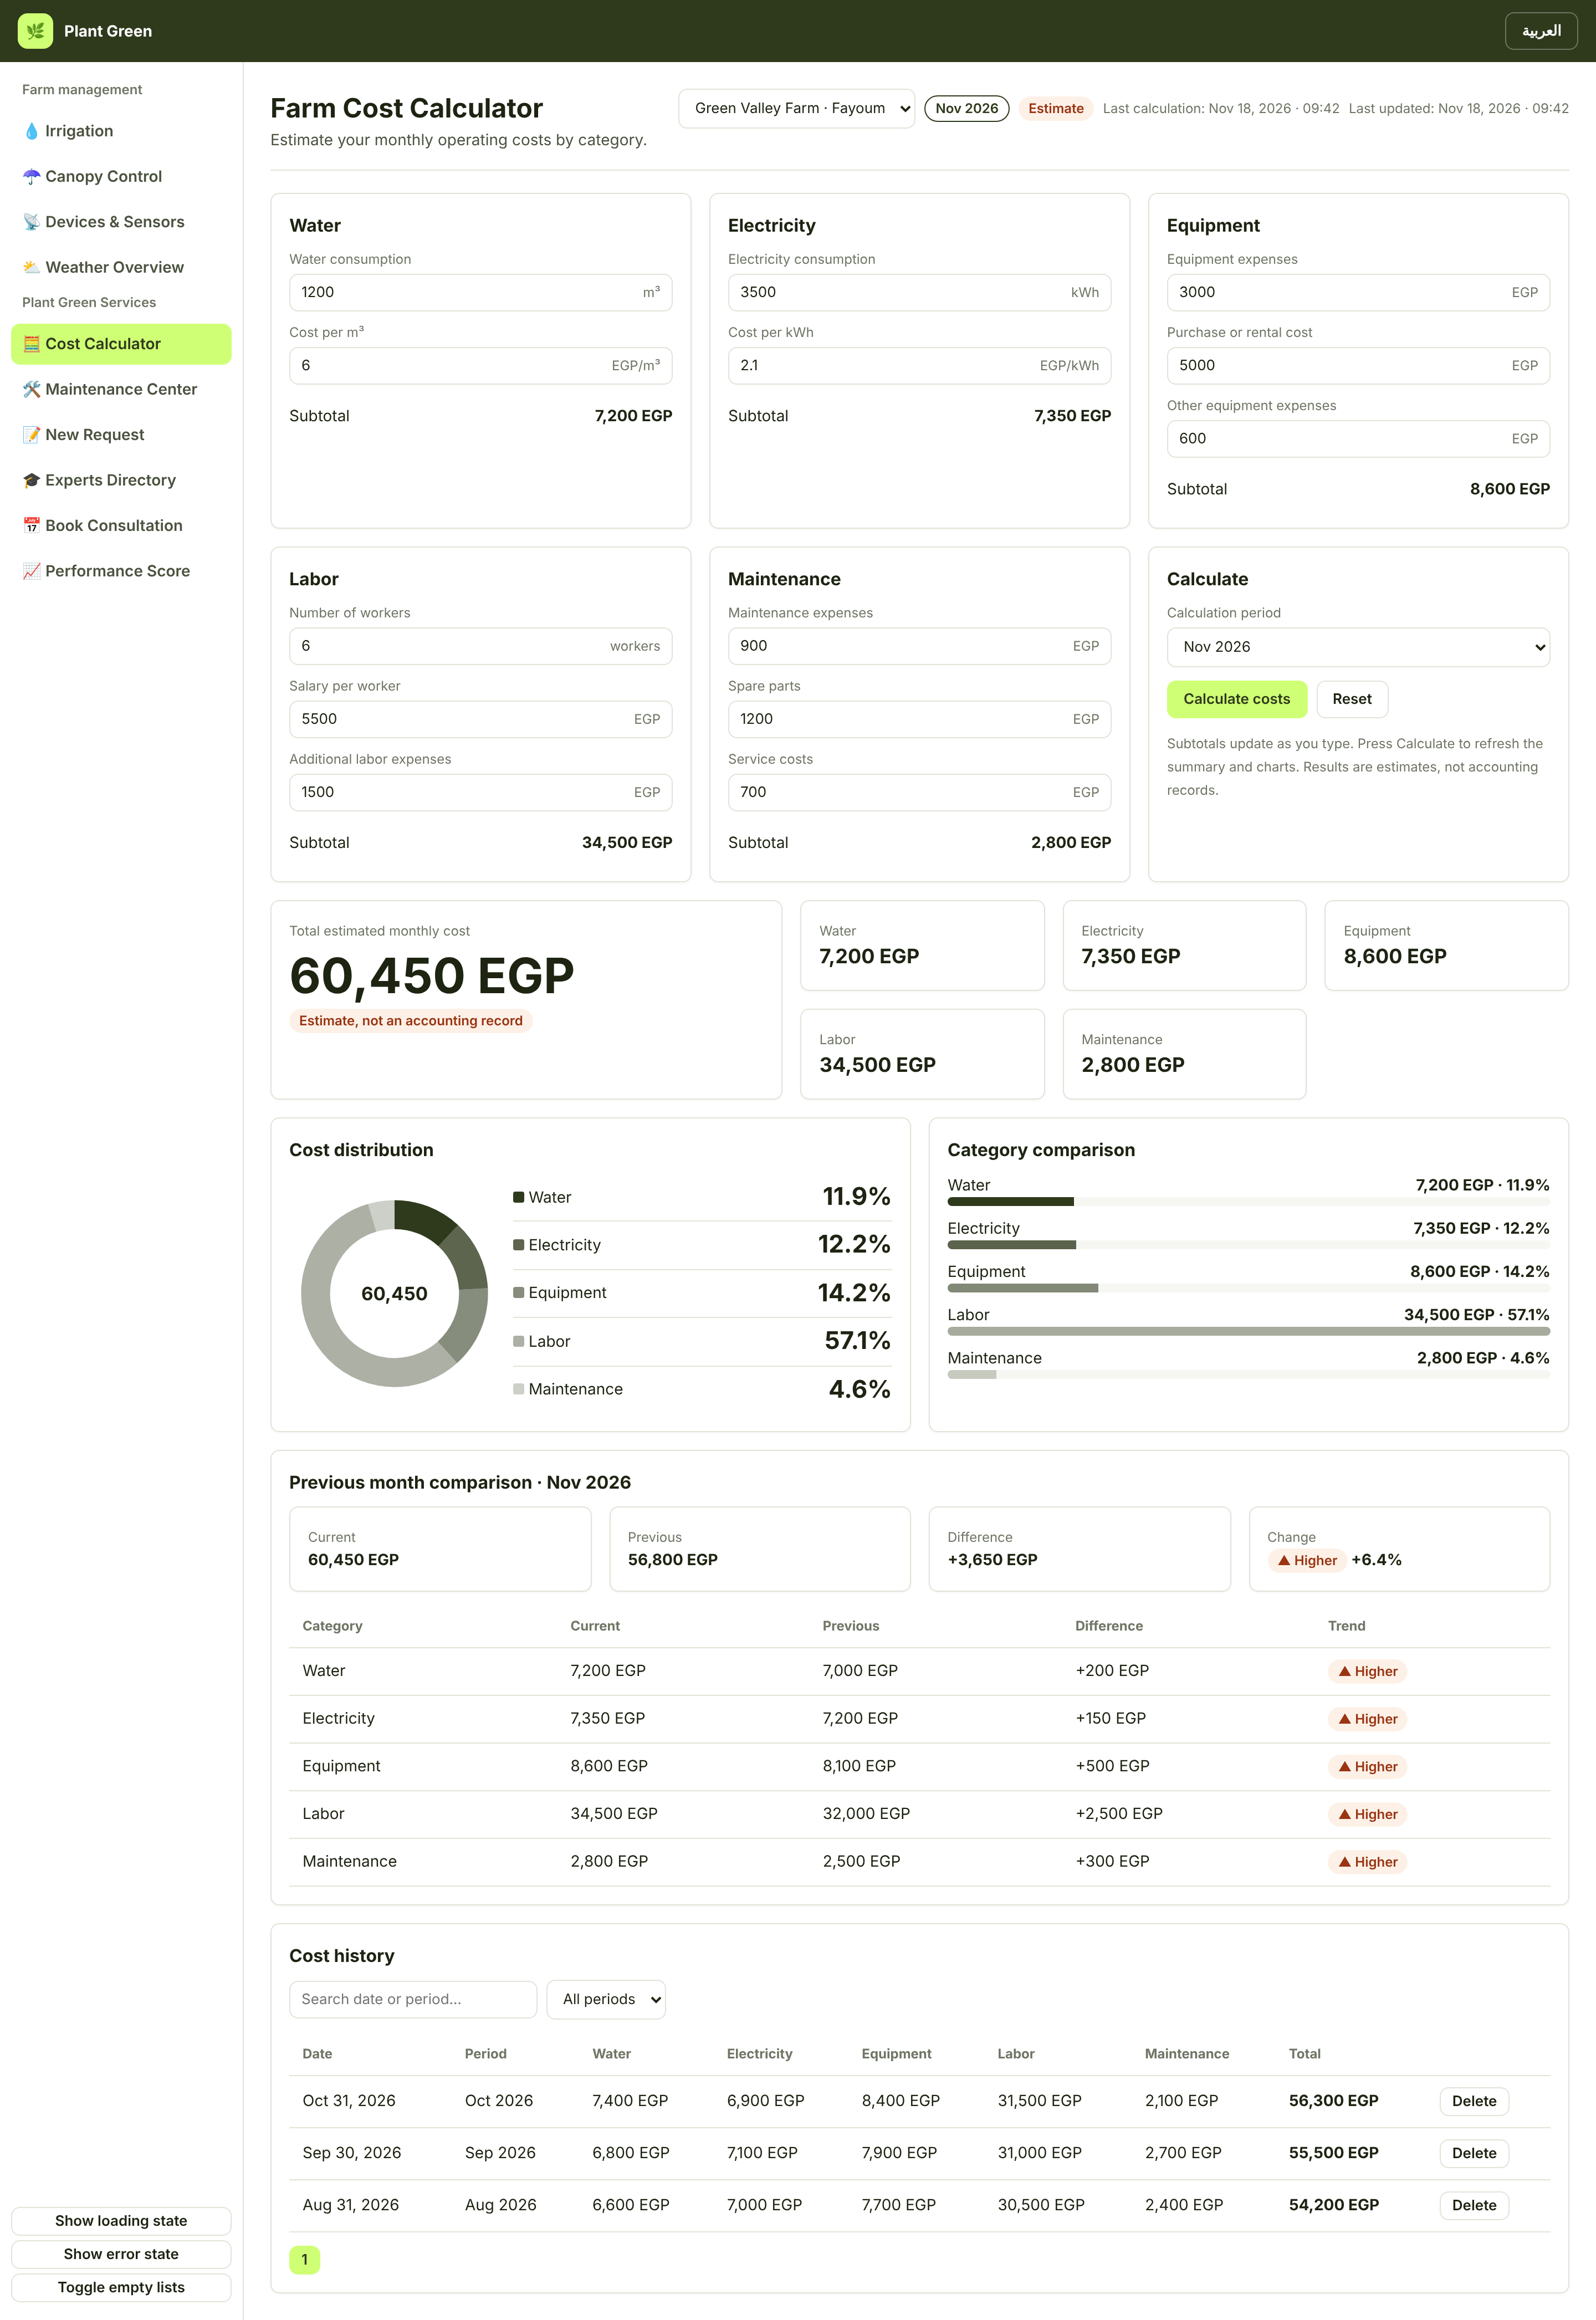 Plant Green
العربية
Farm management
Irrigation
Canopy Control
Devices & Sensors
Weather Overview
Plant Green Services
Cost Calculator
Maintenance Center
New Request
Experts Directory
Book Consultation
Performance Score
Show loading state
Show error state
Toggle empty lists
Farm Cost Calculator
Estimate your monthly operating costs by category.
Green Valley Farm · Fayoum
Nov 2026
Estimate
Last calculation: Nov 18, 2026 · 09:42
Last updated: Nov 18, 2026 · 09:42
Water
Water consumption
1200 m³
Cost per m³
6 EGP/m³
Subtotal 7,200 EGP
Electricity
Electricity consumption
3500 kWh
Cost per kWh
2.1 EGP/kWh
Subtotal 7,350 EGP
Equipment
Equipment expenses
3000 EGP
Purchase or rental cost
5000 EGP
Other equipment expenses
600 EGP
Subtotal 8,600 EGP
Labor
Number of workers
6 workers
Salary per worker
5500 EGP
Additional labor expenses
1500 EGP
Subtotal 34,500 EGP
Maintenance
Maintenance expenses
900 EGP
Spare parts
1200 EGP
Service costs
700 EGP
Subtotal 2,800 EGP
Calculate
Calculation period
Nov 2026
Calculate costs Reset
Subtotals update as you type. Press Calculate to refresh the
summary and charts. Results are estimates, not accounting
records.
Total estimated monthly cost
60,450 EGP
Estimate, not an accounting record
Water
7,200 EGP
Electricity
7,350 EGP
Equipment
8,600 EGP
Labor
34,500 EGP
Maintenance
2,800 EGP
Cost distribution
60,450
Water 11.9%
Electricity 12.2%
Equipment 14.2%
Labor 57.1%
Maintenance 4.6%
Category comparison
Water 7,200 EGP · 11.9%
Electricity 7,350 EGP · 12.2%
Equipment 8,600 EGP · 14.2%
Labor 34,500 EGP · 57.1%
Maintenance 2,800 EGP · 4.6%
Previous month comparison · Nov 2026
Current
60,450 EGP
Previous
56,800 EGP
Difference
+3,650 EGP
Change
▲ Higher +6.4%
Category Current Previous Difference Trend
Water 7,200 EGP 7,000 EGP +200 EGP ▲ Higher
Electricity 7,350 EGP 7,200 EGP +150 EGP ▲ Higher
Equipment 8,600 EGP 8,100 EGP +500 EGP ▲ Higher
Labor 34,500 EGP 32,000 EGP +2,500 EGP ▲ Higher
Maintenance 2,800 EGP 2,500 EGP +300 EGP ▲ Higher
Cost history
Search date or period...
All periods
Date Period Water Electricity Equipment Labor Maintenance Total
Oct 31, 2026 Oct 2026 7,400 EGP 6,900 EGP 8,400 EGP 31,500 EGP 2,100 EGP 56,300 EGP Delete
Sep 30, 2026 Sep 2026 6,800 EGP 7,100 EGP 7,900 EGP 31,000 EGP 2,700 EGP 55,500 EGP Delete
Aug 31, 2026 Aug 2026 6,600 EGP 7,000 EGP 7,700 EGP 30,500 EGP 2,400 EGP 54,200 EGP Delete
1